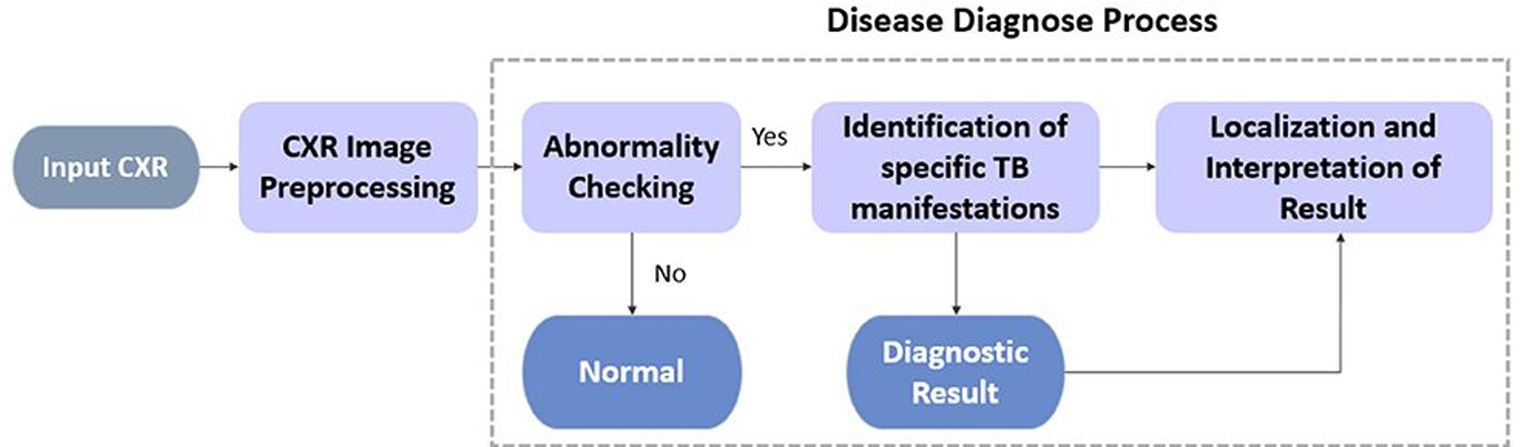 Disease Diagnose Process
Input CXR
CXR Image
Preprocessing
Abnormality
Checking
Yes
Identification of
specific TB
manifestations
Localization and
Interpretation of
Result
No
Normal
Diagnostic
Result